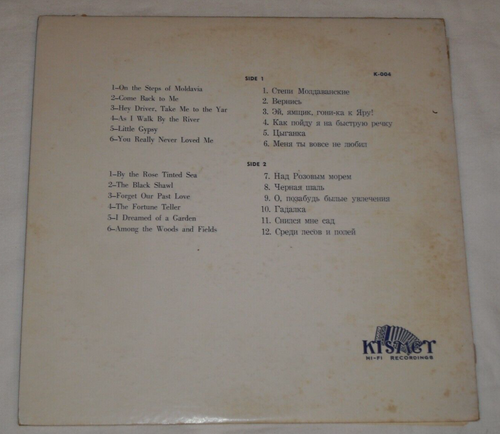 SIDE 1
K-004
1-On the Steps of Moldavia
2-Come Back to Me
3-Hey Driver, Take Me to the Yar
4-As I Walk By the River
5-Little Gypsy
6-You Really Never Loved Me
1. Степи Молдаванские
2. Вернись
3. Эй, ямщик, гони-ка к Яру!
4. Как пойду я на быструю речку
5. Цыганка
6. Меня ты вовсе не любил
SIDE 2
1-By the Rose Tinted Sea
2-The Black Shawl
3-Forget Our Past Love
4-The Fortune Teller
5-I Dreamed of a Garden
6-Among the Woods and Fields
7. Над Розовым морем
8. Черная шаль
9. О, позабудь былые увлечения
10. Гадалка
11. Снился мне сад
12. Среди лесов и полей
KISMET
HI-FI RECORDINGS